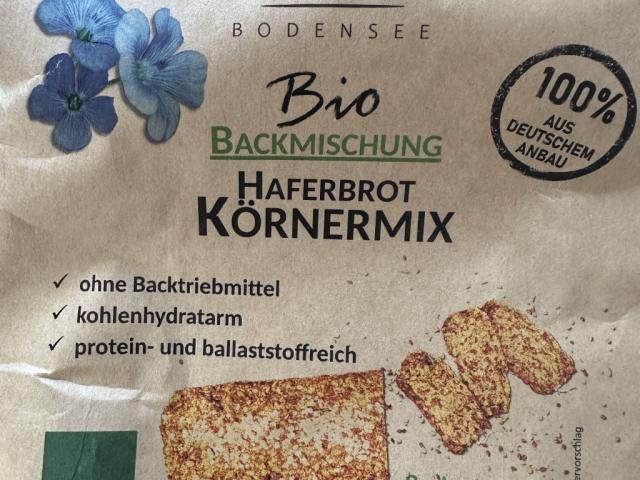 BODENSEE
Bio
BACKMISCHUNG
HAFERBROT
KÖRNERMIX
100%
AUS
DEUTSCHEM
ANBAU
✓ ohne Backtriebmittel
✓ kohlenhydratarm
✓ protein- und ballaststoffreich